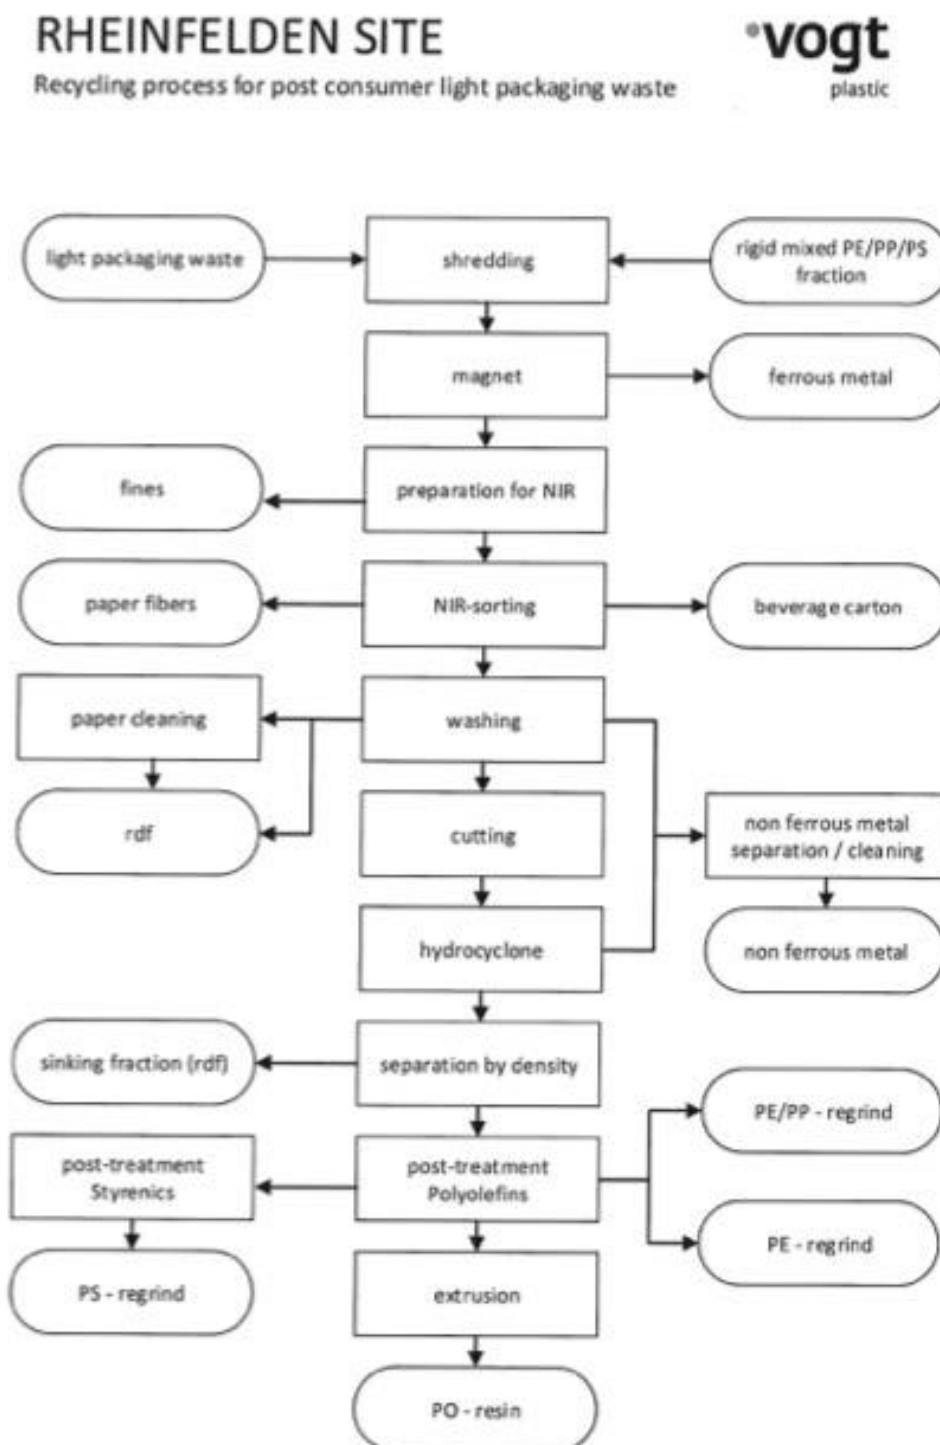 RHEINFELDEN SITE
vogt
plastic
Recycling process for post consumer light packaging waste
light packaging waste
shredding
rigid mixed PE/PP/PS
fraction
magnet
ferrous metal
fines
preparation for NIR
paper fibers
NIR-sorting
beverage carton
paper cleaning
washing
rdf
cutting
non ferrous metal
separation / cleaning
hydrocyclone
non ferrous metal
sinking fraction (rdf)
separation by density
PE/PP - regrind
post-treatment
Styrenics
post-treatment
Polyolefins
PE - regrind
PS - regrind
extrusion
PO - resin